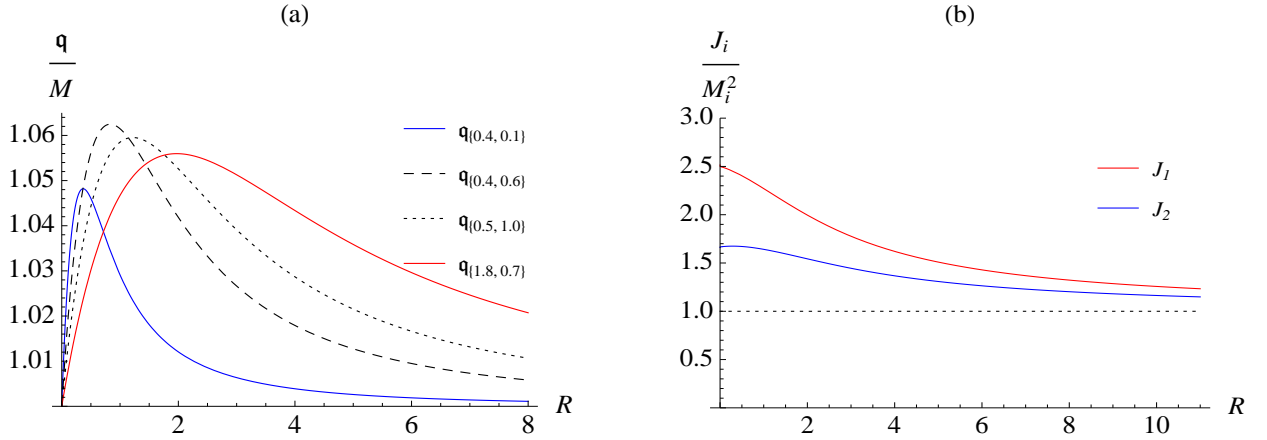 (a)
𝖖
M
1.06
1.05
1.04
1.03
1.02
1.01
2
4
6
8
R
𝖖{0.4, 0.1}
𝖖{0.4, 0.6}
𝖖{0.5, 1.0}
𝖖{1.8, 0.7}
(b)
J_i
M_i^2
3.0
2.5
2.0
1.5
1.0
0.5
2
4
6
8
10
R
J_1
J_2